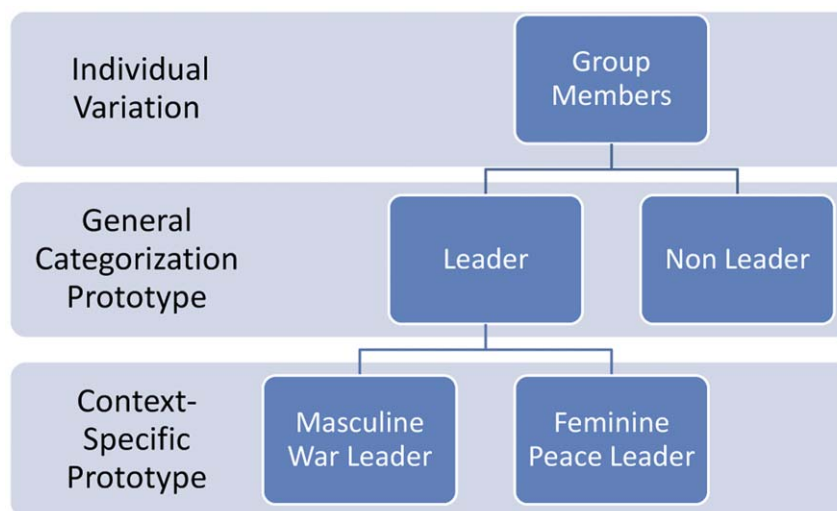 Individual
Variation
Group
Members
General
Categorization
Prototype
Leader
Non Leader
Context-
Specific
Prototype
Masculine
War Leader
Feminine
Peace Leader